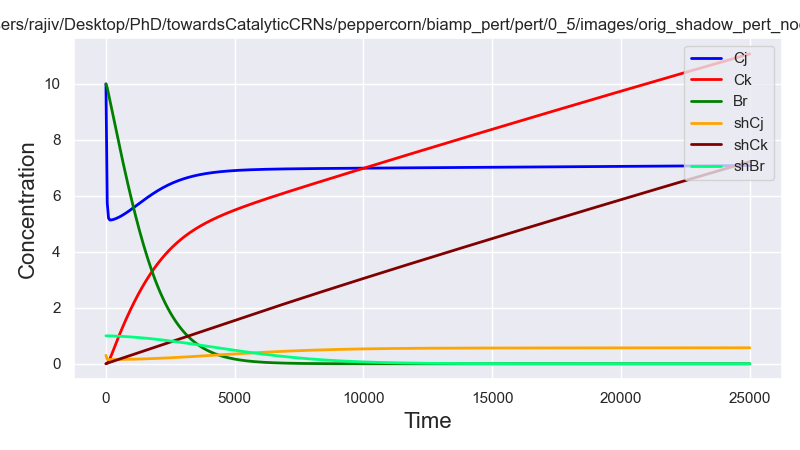 ers/rajiv/Desktop/PhD/towardsCatalyticCRNs/peppercorn/biamp_pert/pert/0_5/images/orig_shadow_pert_no
Concentration
10
8
6
4
2
0
0 5000 10000 15000 20000 25000
Time
Cj
Ck
Br
shCj
shCk
shBr